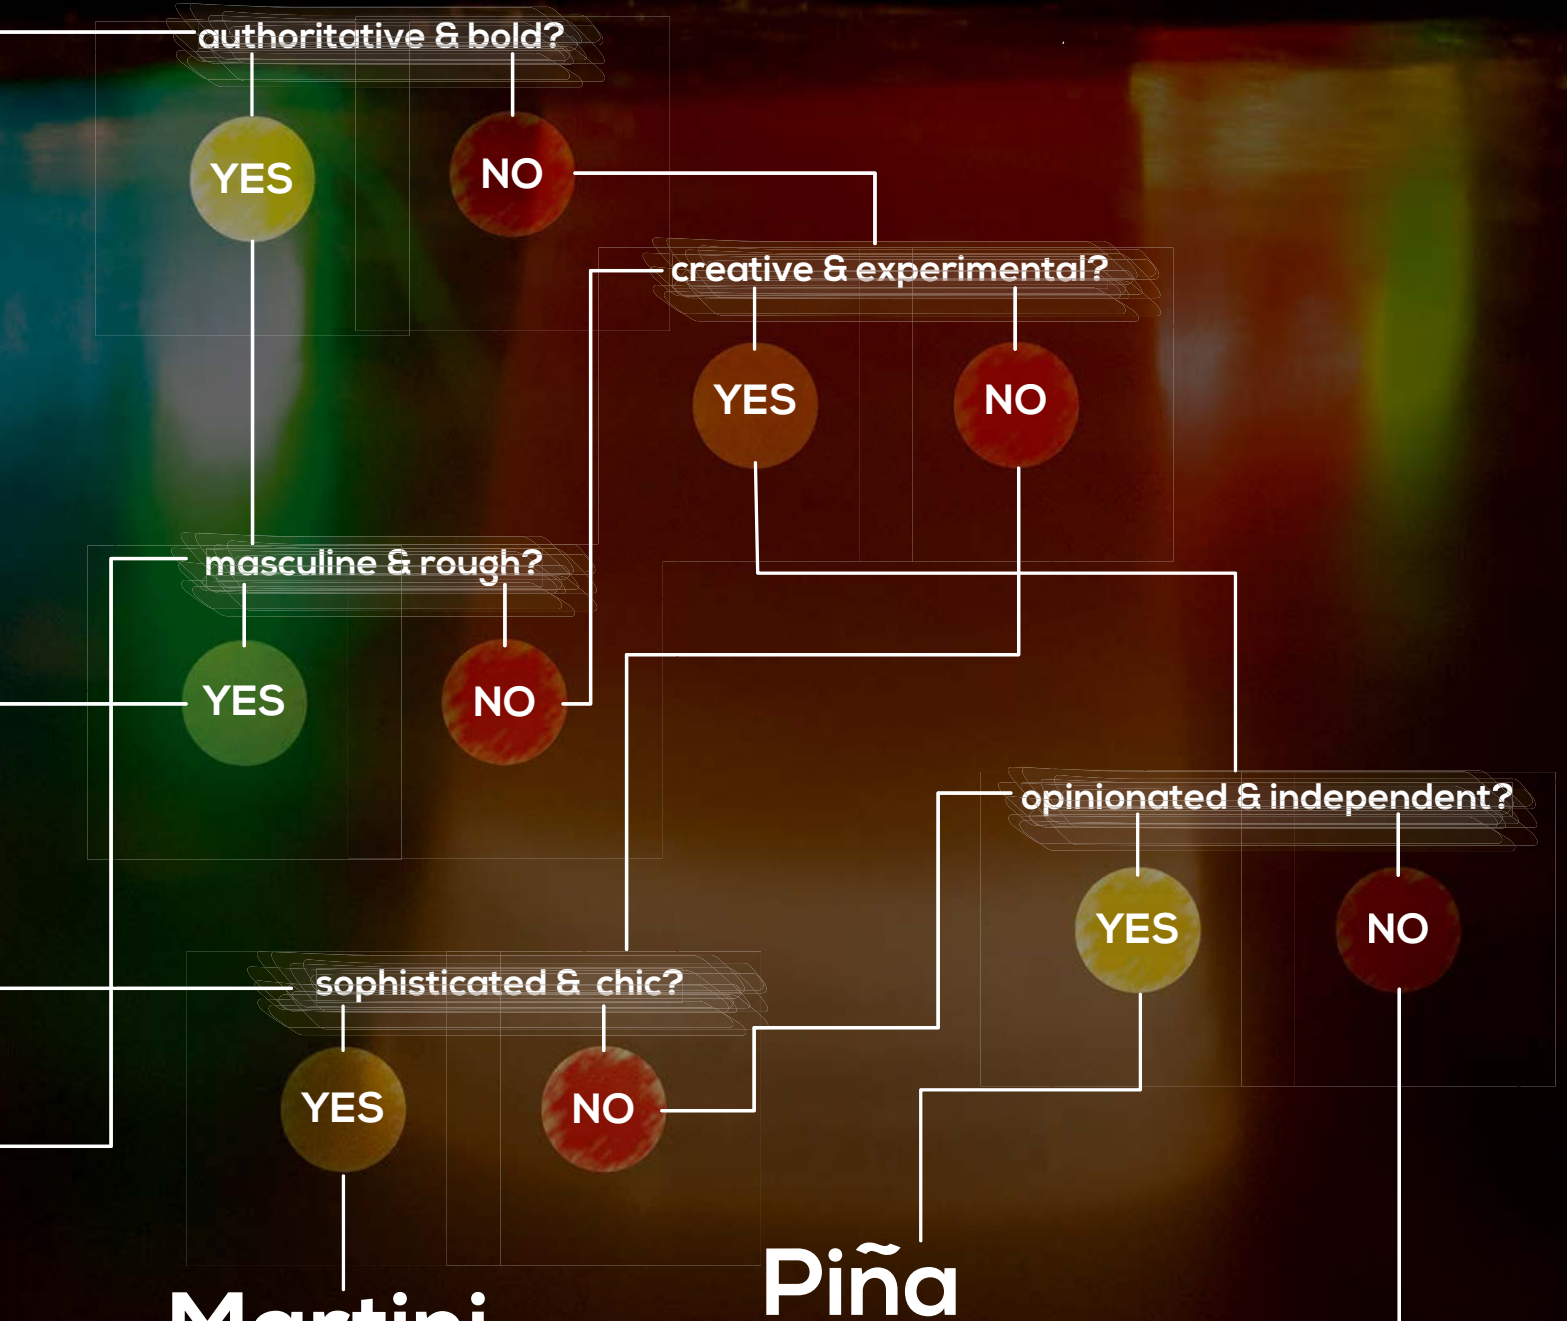 authoritative & bold?
YES
NO
creative & experimental?
YES
NO
masculine & rough?
YES
NO
opinionated & independent?
YES
NO
sophisticated & chic?
YES
NO
Piña
Martini